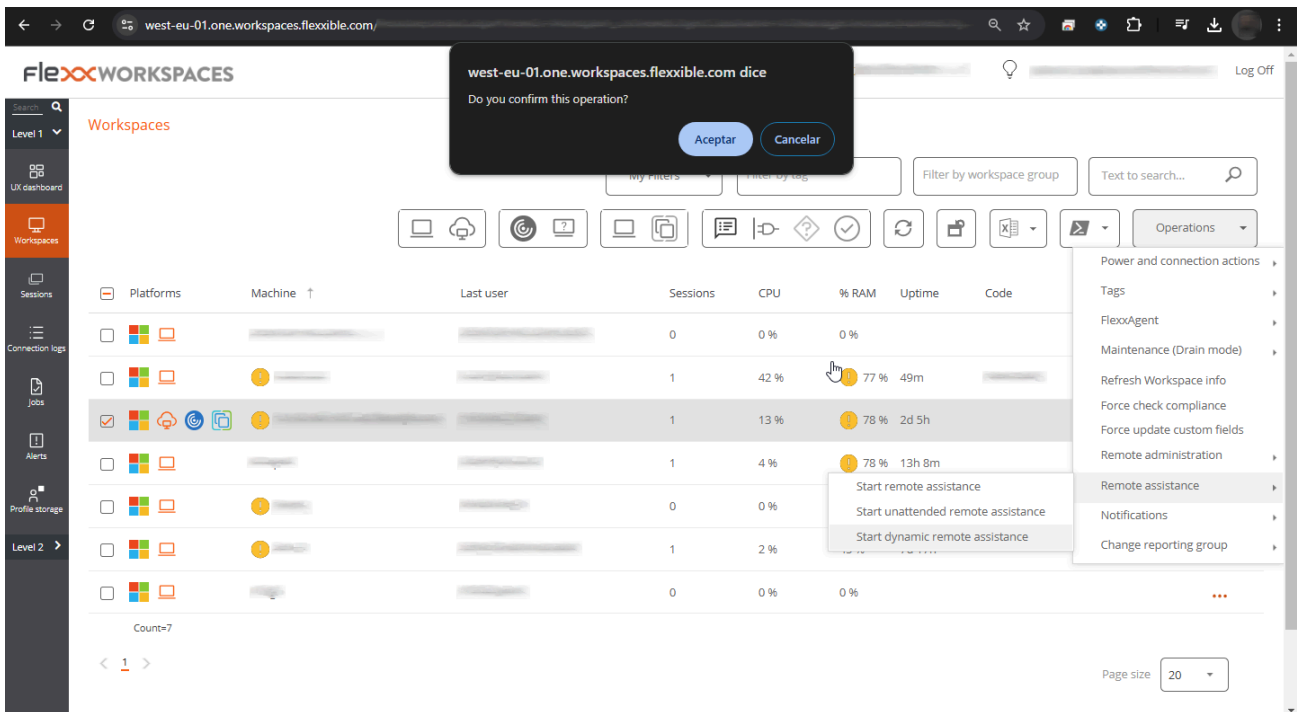 west-eu-01.one.workspaces.flexxible.com/
FlexxWORKSPACES
Log Off
west-eu-01.one.workspaces.flexxible.com dice
Do you confirm this operation?
Aceptar Cancelar
Search
Level 1
UX dashboard
Workspaces
Sessions
Connection logs
Jobs
Alerts
Profile storage
Level 2
Workspaces
My Filters Filter by tag Filter by workspace group Text to search...
Operations
Platforms Machine Last user Sessions CPU % RAM Uptime Code
0 0 % 0 %
1 42 % 77 % 49m
1 13 % 78 % 2d 5h
1 4 % 78 % 13h 8m
0 0 %
1 2 %
0 0 % 0 %
Count=7
1
Page size 20
Power and connection actions
Tags
FlexxAgent
Maintenance (Drain mode)
Refresh Workspace info
Force check compliance
Force update custom fields
Remote administration
Remote assistance
Notifications
Change reporting group
Start remote assistance
Start unattended remote assistance
Start dynamic remote assistance